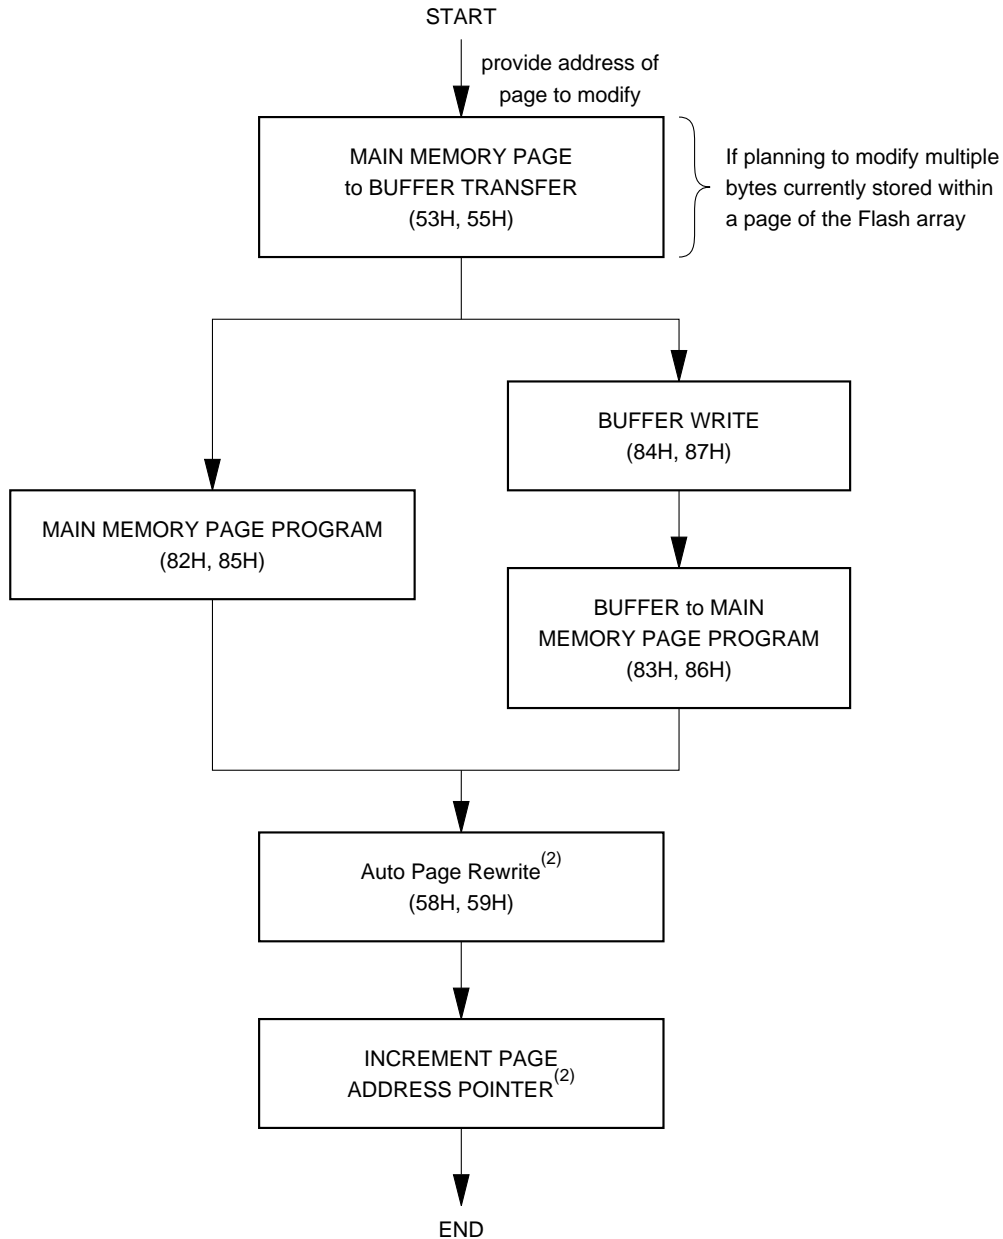 START
provide address of
page to modify
MAIN MEMORY PAGE
to BUFFER TRANSFER
(53H, 55H)
If planning to modify multiple
bytes currently stored within
a page of the Flash array
BUFFER WRITE
(84H, 87H)
MAIN MEMORY PAGE PROGRAM
(82H, 85H)
BUFFER to MAIN
MEMORY PAGE PROGRAM
(83H, 86H)
Auto Page Rewrite(2)
(58H, 59H)
INCREMENT PAGE
ADDRESS POINTER(2)
END